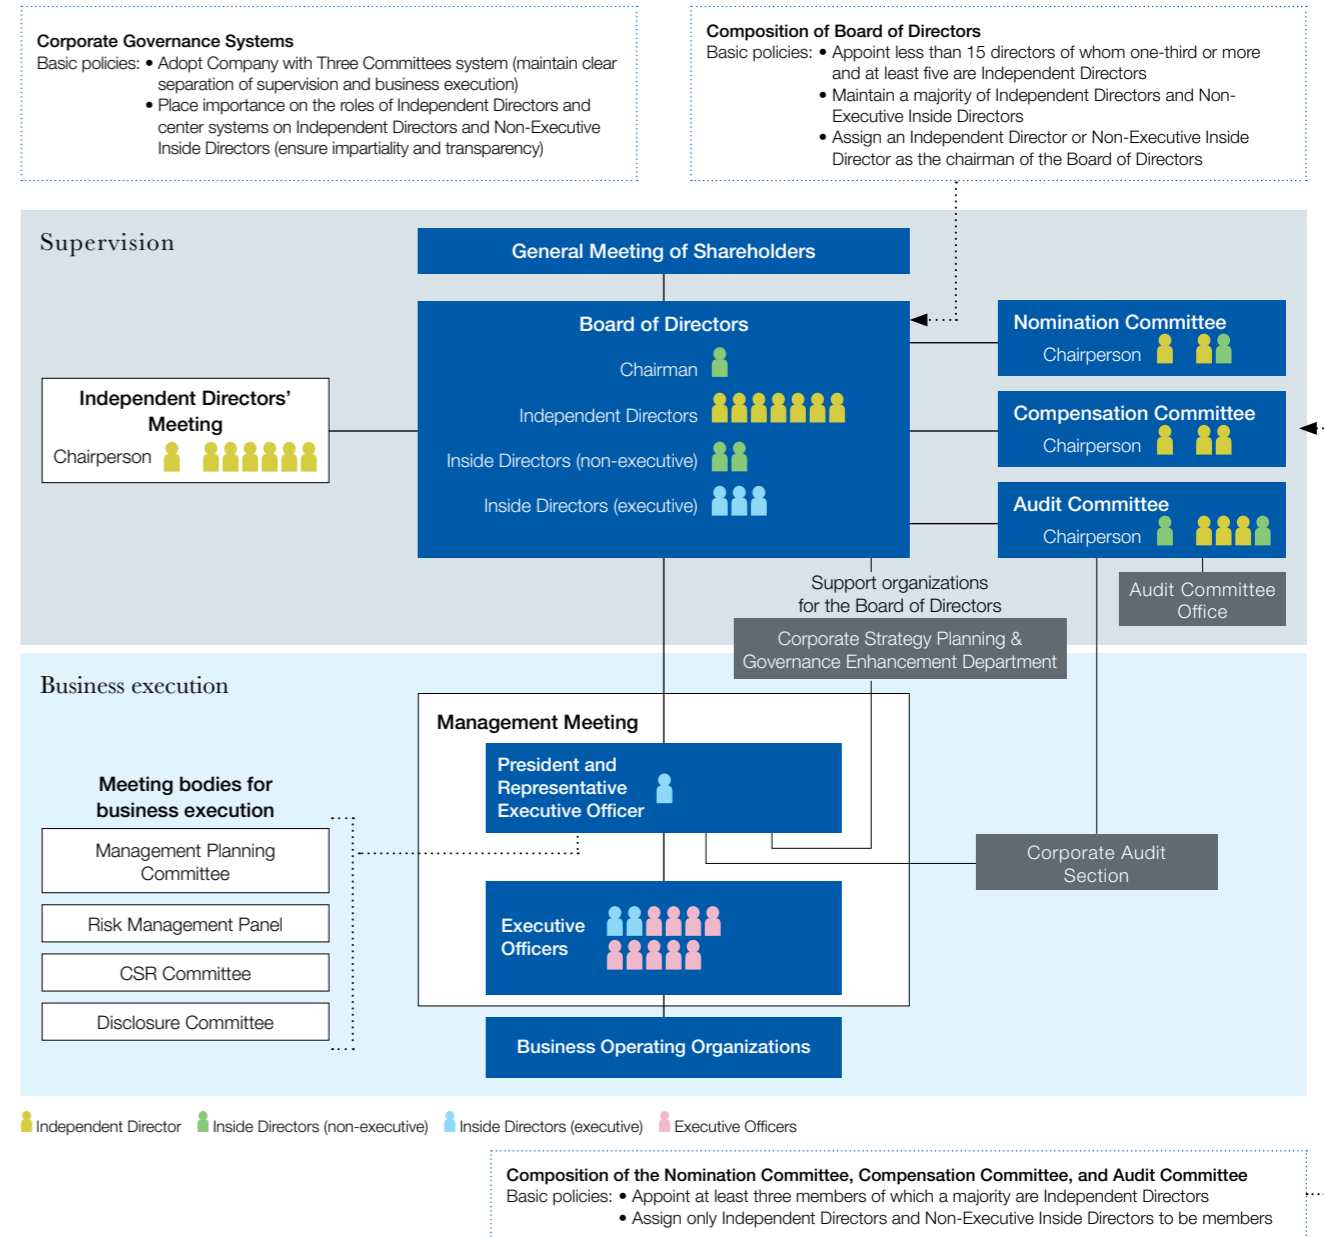 Corporate Governance Systems
Basic policies: • Adopt Company with Three Committees system (maintain clear
separation of supervision and business execution)
• Place importance on the roles of Independent Directors and
center systems on Independent Directors and Non-Executive
Inside Directors (ensure impartiality and transparency)
Composition of Board of Directors
Basic policies: • Appoint less than 15 directors of whom one-third or more
and at least five are Independent Directors
• Maintain a majority of Independent Directors and Non-
Executive Inside Directors
• Assign an Independent Director or Non-Executive Inside
Director as the chairman of the Board of Directors
Supervision
General Meeting of Shareholders
Board of Directors
Chairman
Independent Directors
Inside Directors (non-executive)
Inside Directors (executive)
Independent Directors'
Meeting
Chairperson
Nomination Committee
Chairperson
Compensation Committee
Chairperson
Audit Committee
Chairperson
Audit Committee
Office
Support organizations
for the Board of Directors
Corporate Strategy Planning &
Governance Enhancement Department
Business execution
Management Meeting
President and
Representative
Executive Officer
Meeting bodies for
business execution
Management Planning
Committee
Risk Management Panel
CSR Committee
Disclosure Committee
Corporate Audit
Section
Executive
Officers
Business Operating Organizations
Independent Director Inside Directors (non-executive) Inside Directors (executive) Executive Officers
Composition of the Nomination Committee, Compensation Committee, and Audit Committee
Basic policies: • Appoint at least three members of which a majority are Independent Directors
• Assign only Independent Directors and Non-Executive Inside Directors to be members